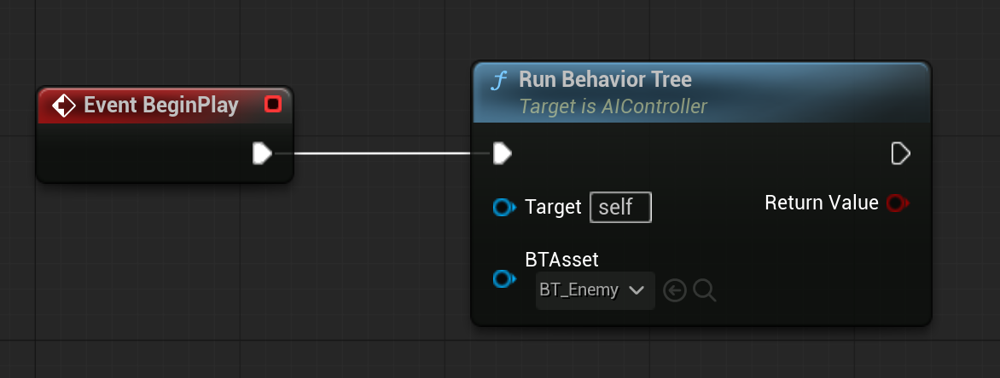 Event BeginPlay
f Run Behavior Tree
Target is AIController
Target self
Return Value
BTAsset
BT_Enemy